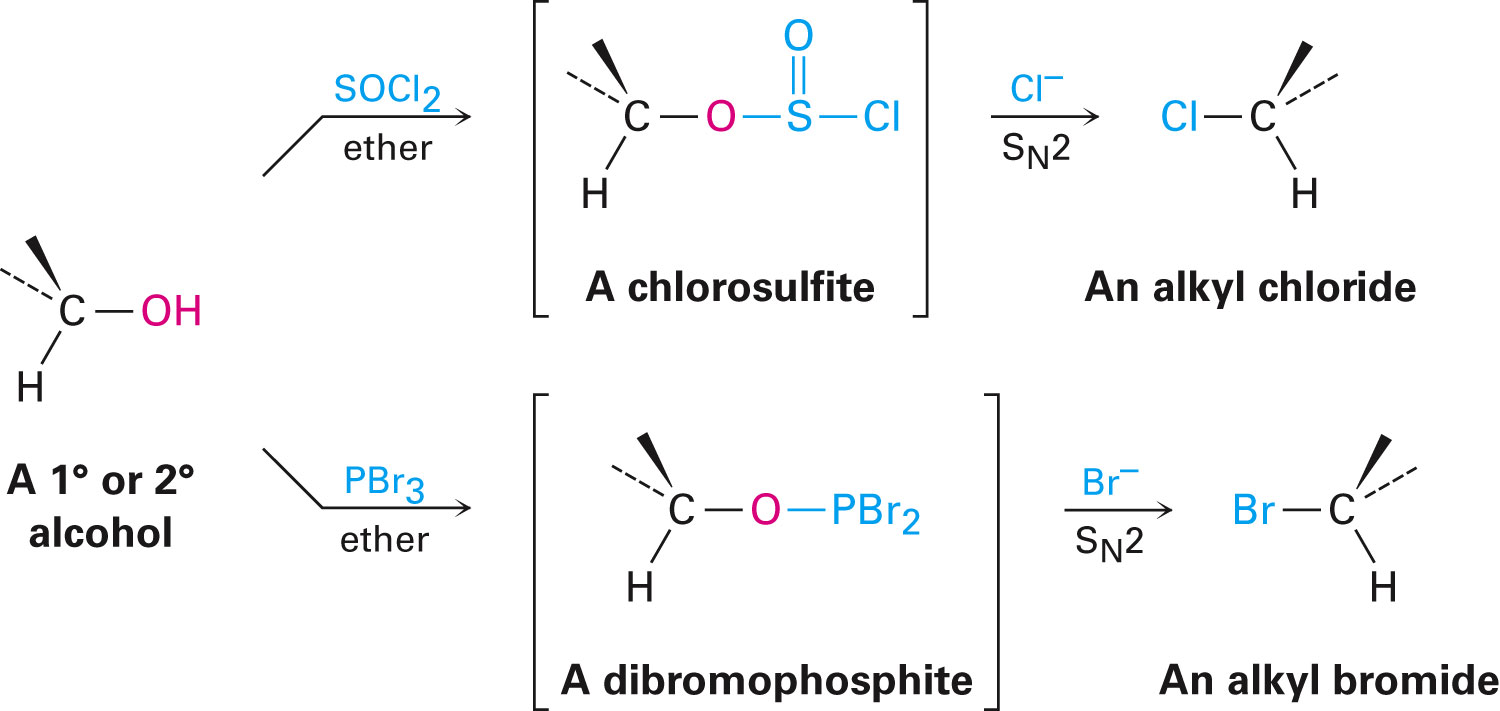 C—OH
H
A 1° or 2°
alcohol
SOCl₂
ether
O
C—O—S—Cl
H
A chlorosulfite
Cl⁻
SN2
Cl—C
H
An alkyl chloride
PBr₃
ether
C—O—PBr₂
H
A dibromophosphite
Br⁻
SN2
Br—C
H
An alkyl bromide